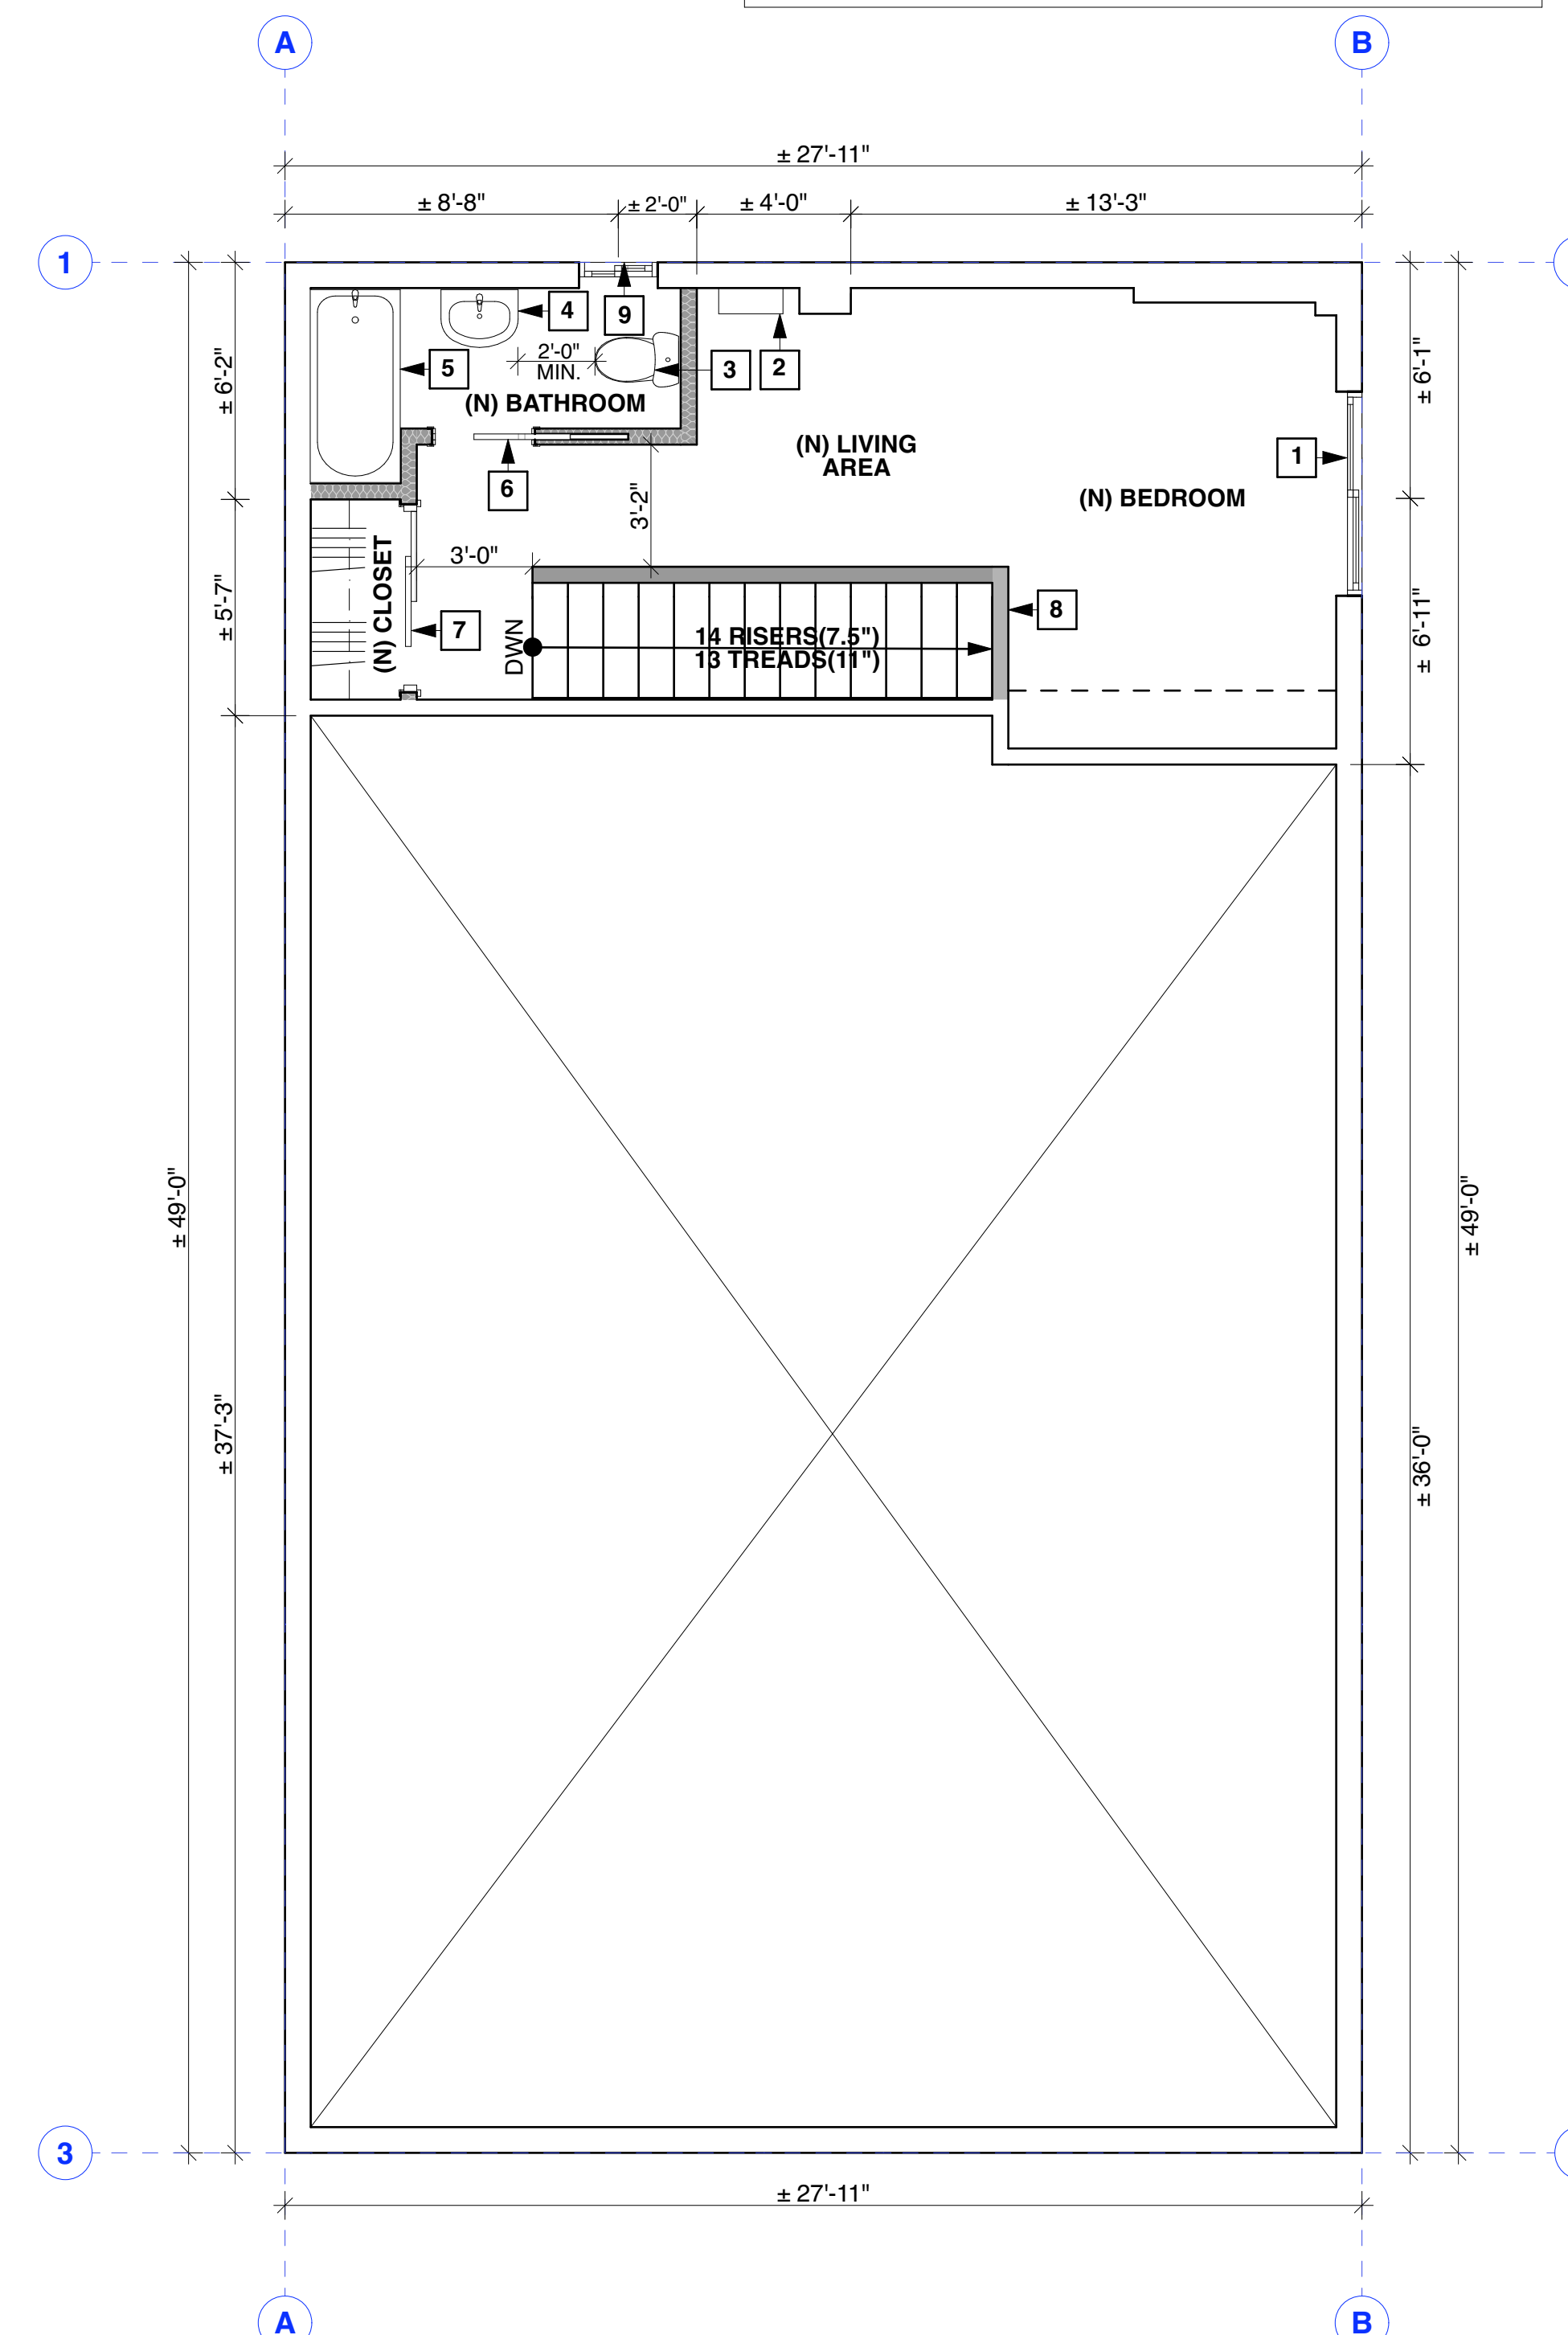 A
B
± 27'-11"
± 8'-8"
± 2'-0"
± 4'-0"
± 13'-3"
1
4
9
5
2'-0"
MIN.
3
2
± 6'-2"
± 6'-1"
(N) BATHROOM
(N) LIVING
AREA
1
(N) BEDROOM
6
3'-2"
3'-0"
(N) CLOSET
± 5'-7"
± 6'-11"
8
7
DWN
14 RISERS(7.5")
13 TREADS(11")
± 49'-0"
± 49'-0"
± 37'-3"
± 36'-0"
3
± 27'-11"
A
B